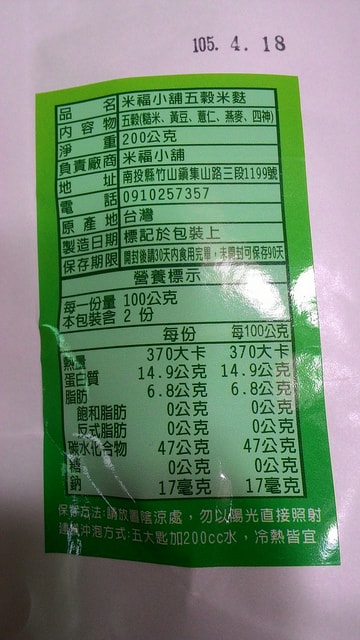 105. 4. 18
品名 米福小舖五穀米麩
內容物 五穀(糙米、黃豆、薏仁、燕麥、四神)
淨重 200公克
負責廠商 米福小舖
地址 南投縣竹山鎮集山路三段1199號
電話 0910257357
原產地 台灣
製造日期 標記於包裝上
保存期限 開封後請30天內食用完畢，未開封可保存90天
營養標示
每一份量 100公克
本包裝含 2 份
每份 每100公克
熱量 370大卡 370大卡
蛋白質 14.9公克 14.9公克
脂肪 6.8公克 6.8公克
飽和脂肪 0公克 0公克
反式脂肪 0公克 0公克
碳水化合物 47公克 47公克
糖 0公克 0公克
鈉 17毫克 17毫克
保存方法:請放置陰涼處，勿以陽光直接照射
建議沖泡方式:五大匙加200cc水，冷熱皆宜